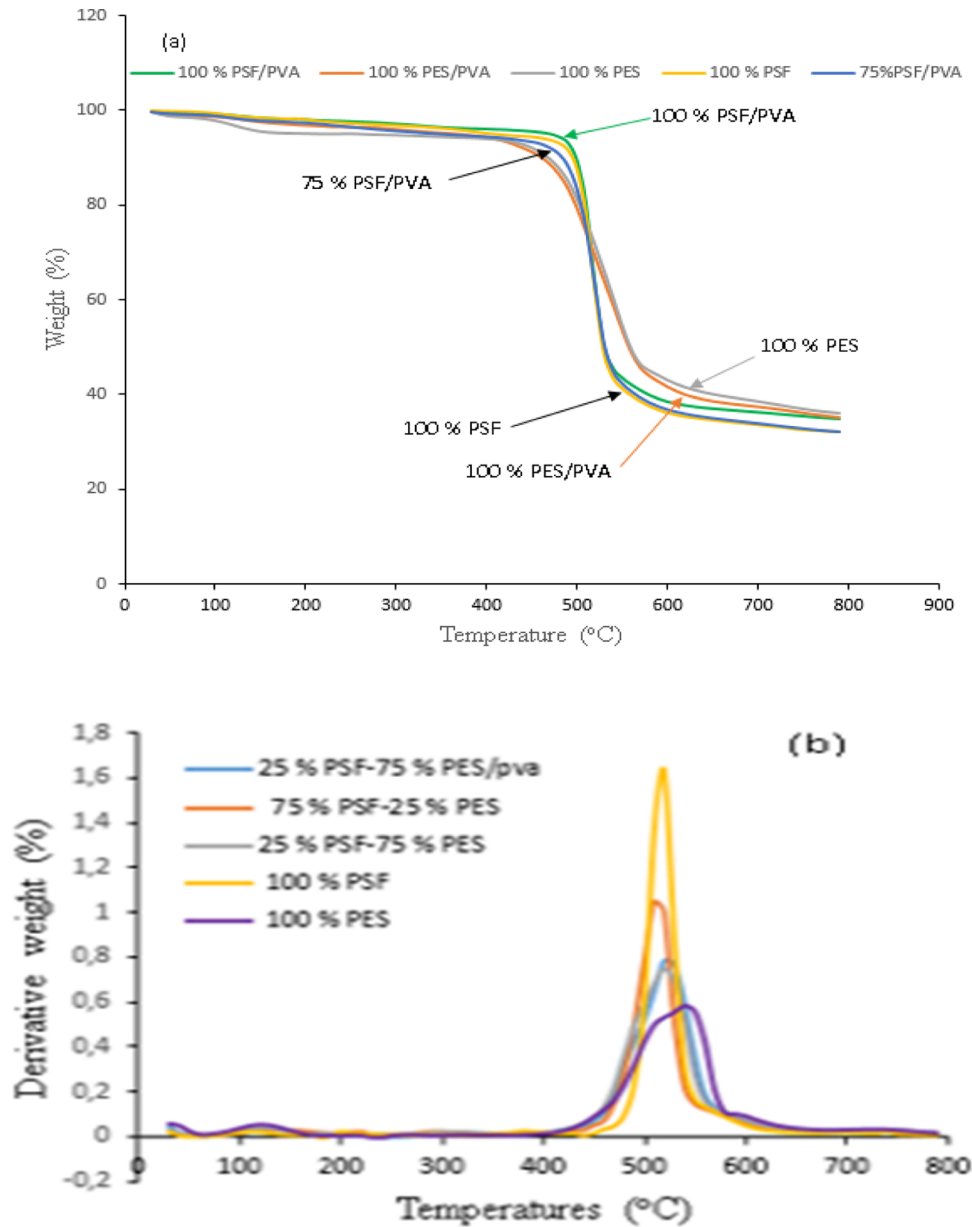 120
(a)
100 % PSF/PVA 100 % PES/PVA 100 % PES 100 % PSF 75%PSF/PVA
100
100 % PSF/PVA
75 % PSF/PVA
80
Weight (%)
60
100 % PES
40
100 % PSF
100 % PES/PVA
20
0
0 100 200 300 400 500 600 700 800 900
Temperature (°C)
1,8
(b)
25 % PSF-75 % PES/pva
1,6
75 % PSF-25 % PES
1,4
25 % PSF-75 % PES
1,2
100 % PSF
1
100 % PES
Derivative weight (%)
0,8
0,6
0,4
0,2
0
-0,2
0 100 200 300 400 500 600 700 800
Temperatures (°C)